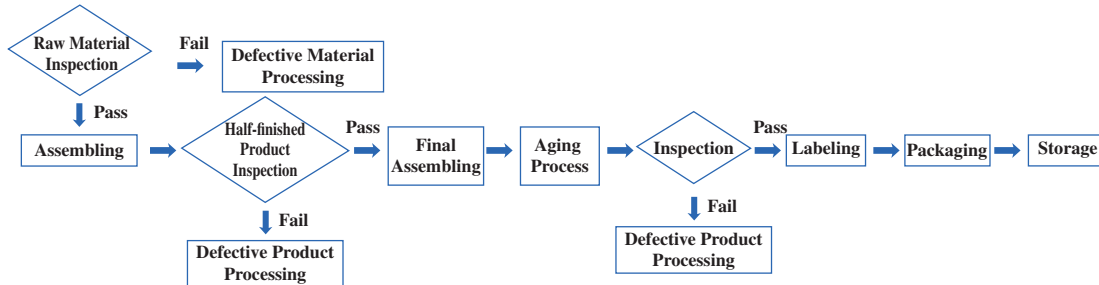 Raw Material
Inspection
Fail
Defective Material
Processing
Pass
Assembling
Half-finished
Product
Inspection
Pass
Final
Assembling
Aging
Process
Inspection
Pass
Labeling
Packaging
Storage
Fail
Defective Product
Processing
Fail
Defective Product
Processing